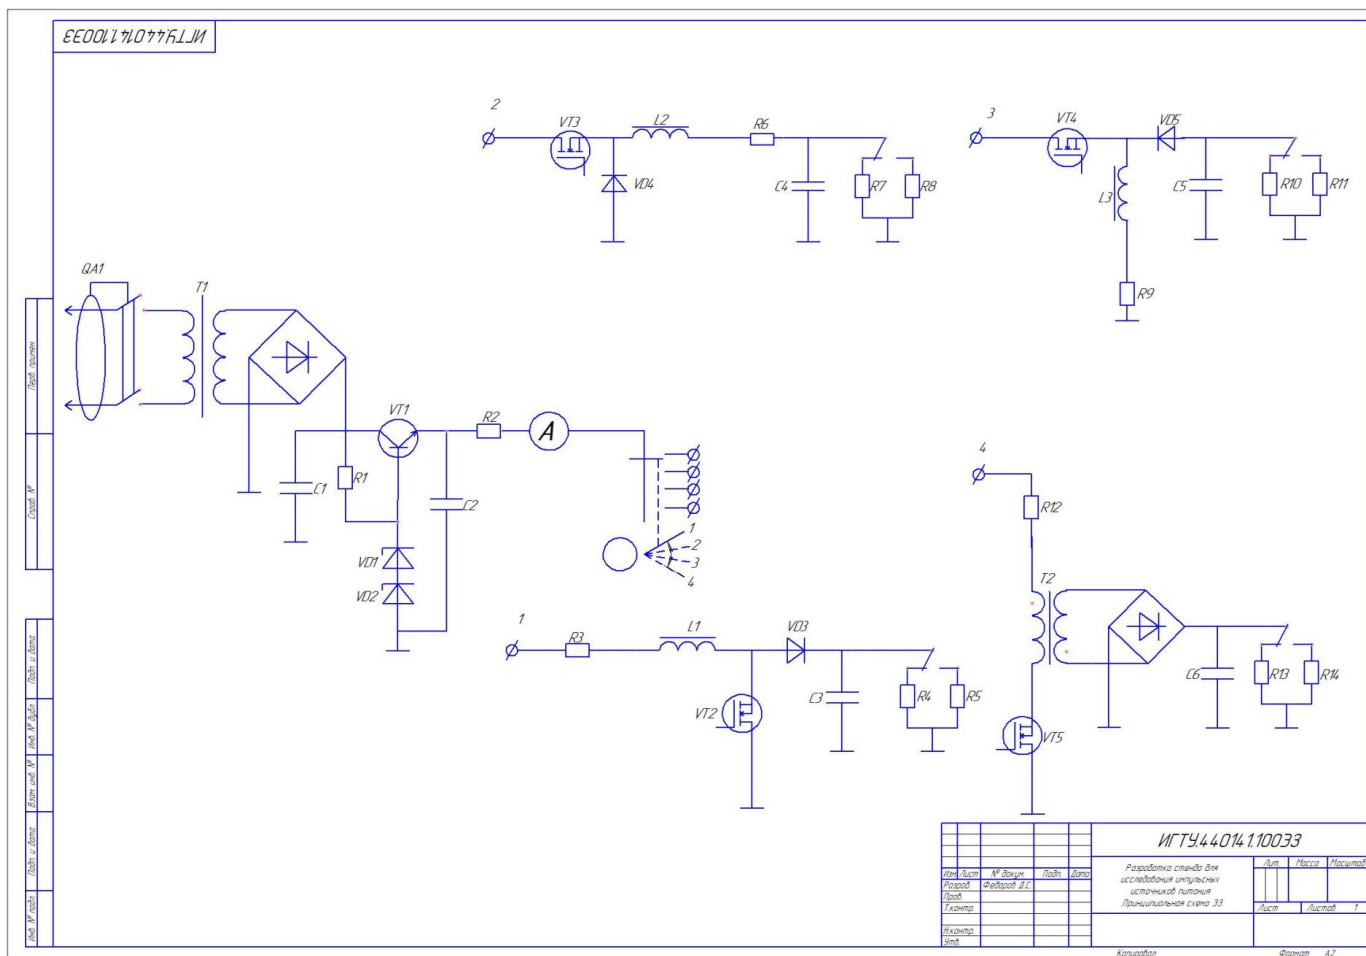 ИГТУ.440141.100ЭЗ
2
VT3
L2
R6
VD4
C4
R7
R8
3
VT4
VD5
L3
C5
R10
R11
R9
QA1
T1
VT1
R2
A
R1
C1
C2
VD1
VD2
1
2
3
4
1
R3
L1
VD3
VT2
C3
R4
R5
4
R12
T2
C6
R13
R14
VT5
Перв. примен.
Справ. №
Подп. и дата
Инв. № дубл.
Взам. инв. №
Подп. и дата
Инв. № подл.
ИГТУ.440141.100ЭЗ
Изм. Лист № докум. Подп. Дата
Разраб. Федоров Д.С.
Пров.
Т.контр.
Н.контр.
Утв.
Разработка стенда для
исследования импульсных
источников питания
Принципиальная схема ЭЗ
Лит. Масса Масштаб
Лист Листов 1
Копировал Формат А2